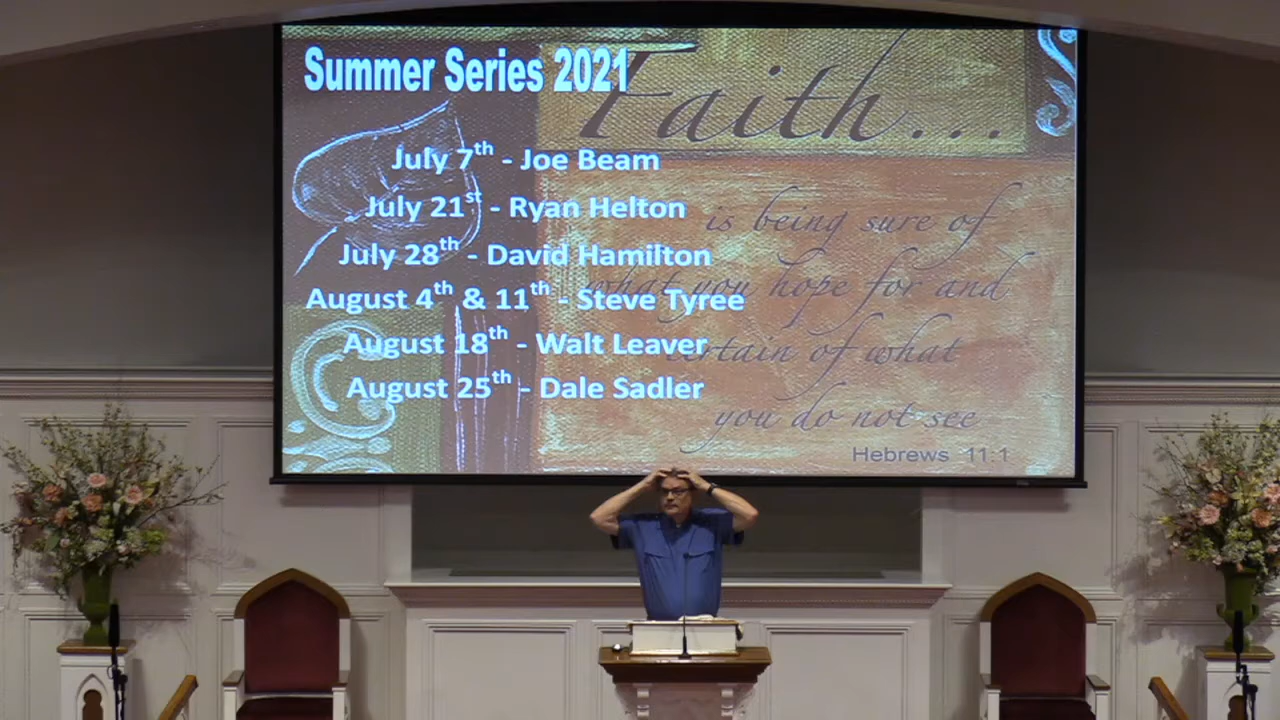 Summer Series 2021
Faith...
July 7th - Joe Beam
July 21st - Ryan Helton
is being sure of
July 28th - David Hamilton
what you hope for and
August 4th & 11th - Steve Tyree
August 18th - Walt Leaver
certain of what
August 25th - Dale Sadler
you do not see
Hebrews 11:1